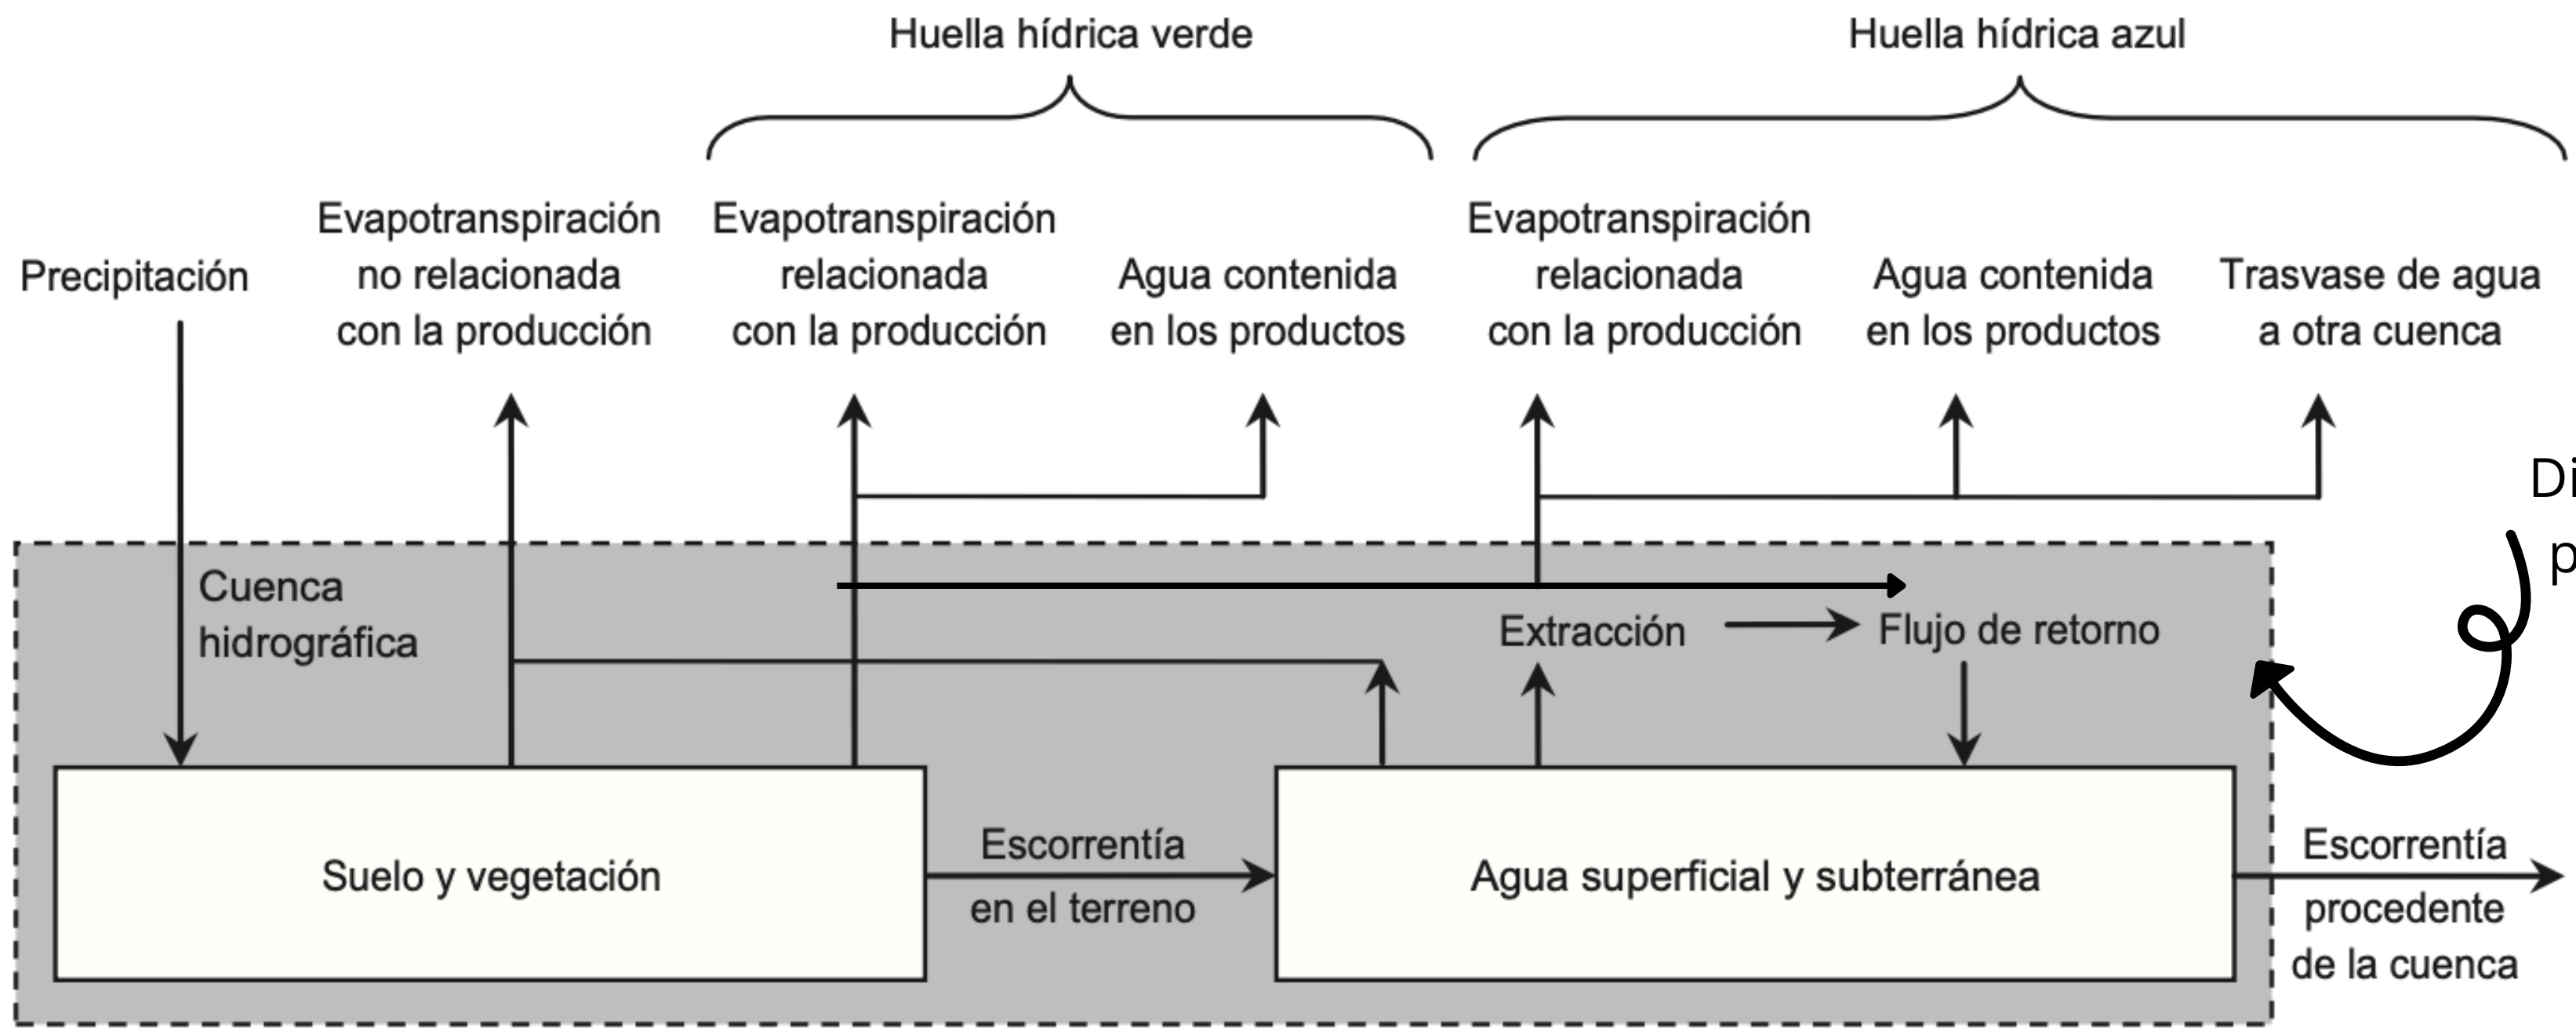 Huella hídrica verde
Huella hídrica azul
Precipitación
Evapotranspiración
no relacionada
con la producción
Evapotranspiración
relacionada
con la producción
Agua contenida
en los productos
Evapotranspiración
relacionada
con la producción
Agua contenida
en los productos
Trasvase de agua
a otra cuenca
Cuenca
hidrográfica
Extracción
Flujo de retorno
Suelo y vegetación
Escorrentía
en el terreno
Agua superficial y subterránea
Escorrentía
procedente
de la cuenca